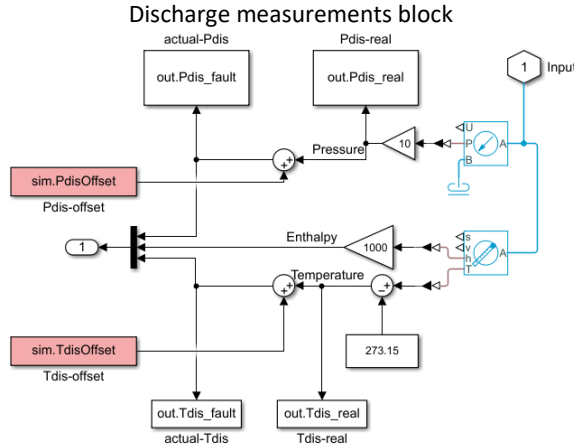 Discharge measurements block
actual-Pdis
Pdis-real
out.Pdis_fault
out.Pdis_real
1
Input
U
P
A
B
10
Pressure
+
+
sim.PdisOffset
Pdis-offset
s
v
h
T
A
Enthalpy
1000
1
Temperature
+
+
−
+
273.15
sim.TdisOffset
Tdis-offset
out.Tdis_fault
out.Tdis_real
actual-Tdis
Tdis-real